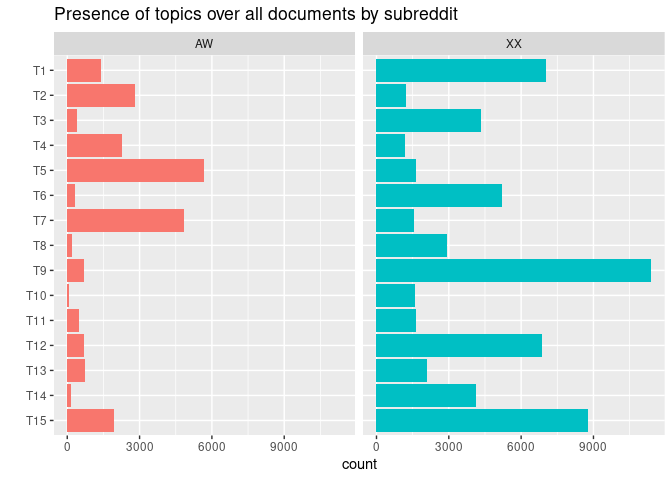 Presence of topics over all documents by subreddit
AW XX
T1
T2
T3
T4
T5
T6
T7
T8
T9
T10
T11
T12
T13
T14
T15
0 3000 6000 9000 0 3000 6000 9000
count